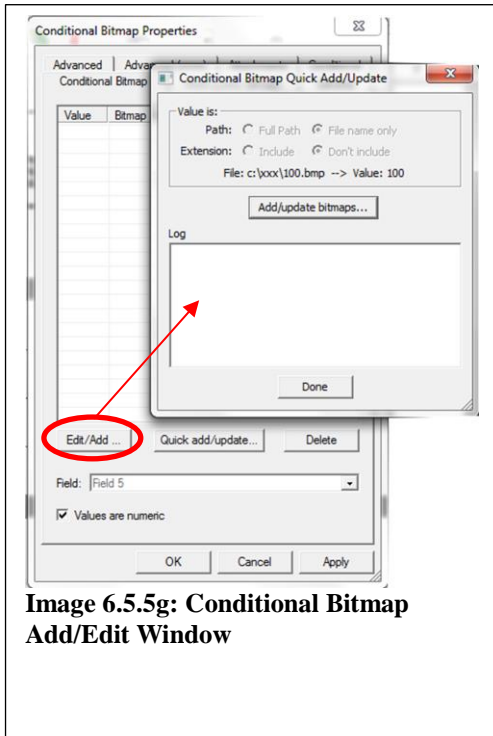 Conditional Bitmap Properties
Advanced
Conditional Bitmap
Value Bitmap
Conditional Bitmap Quick Add/Update
Value is:
Path: Full Path File name only
Extension: Include Don't include
File: c:\xxx\100.bmp --> Value: 100
Add/update bitmaps...
Log
Done
Edit/Add ... Quick add/update... Delete
Field: Field 5
Values are numeric
OK Cancel Apply
Image 6.5.5g: Conditional Bitmap
Add/Edit Window